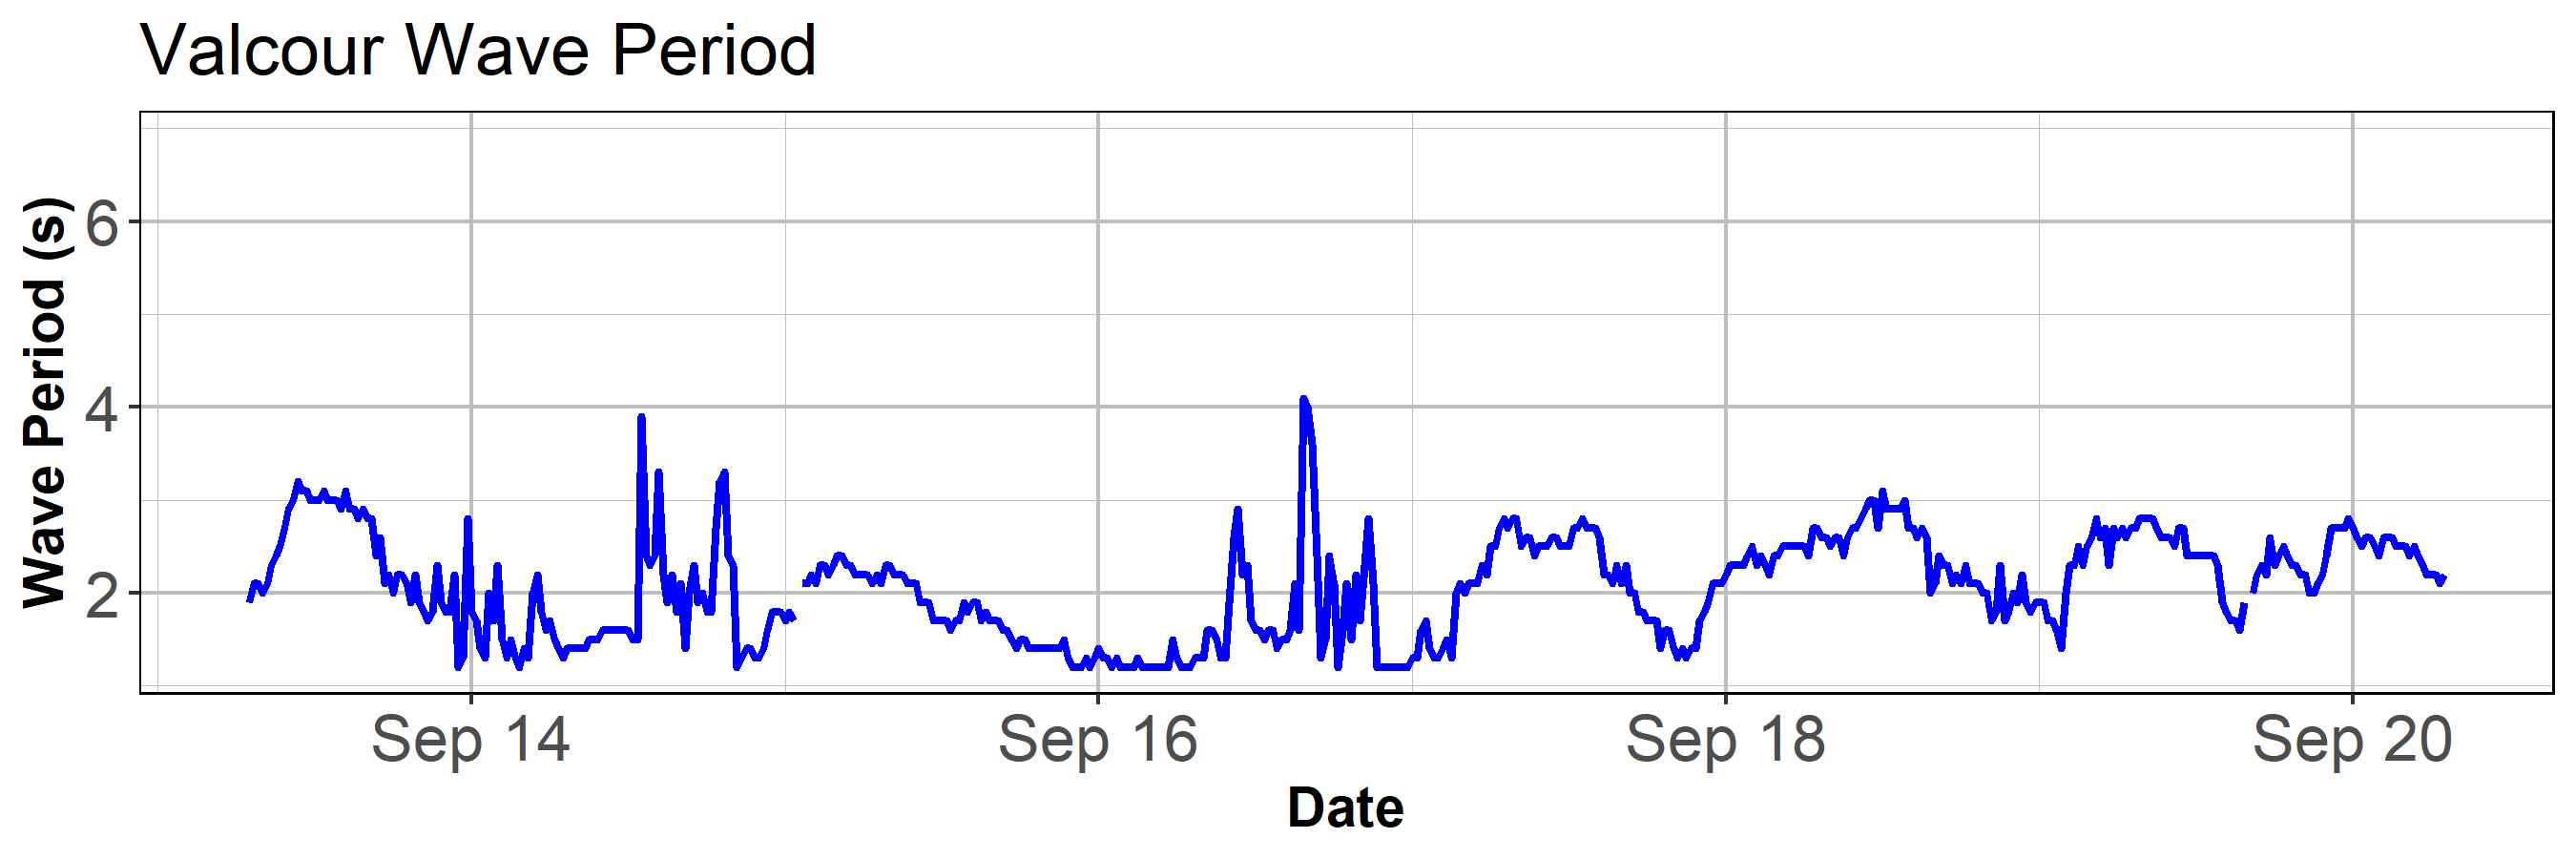 Valcour Wave Period
Wave Period (s)
6
4
2
Sep 14 Sep 16 Sep 18 Sep 20
Date